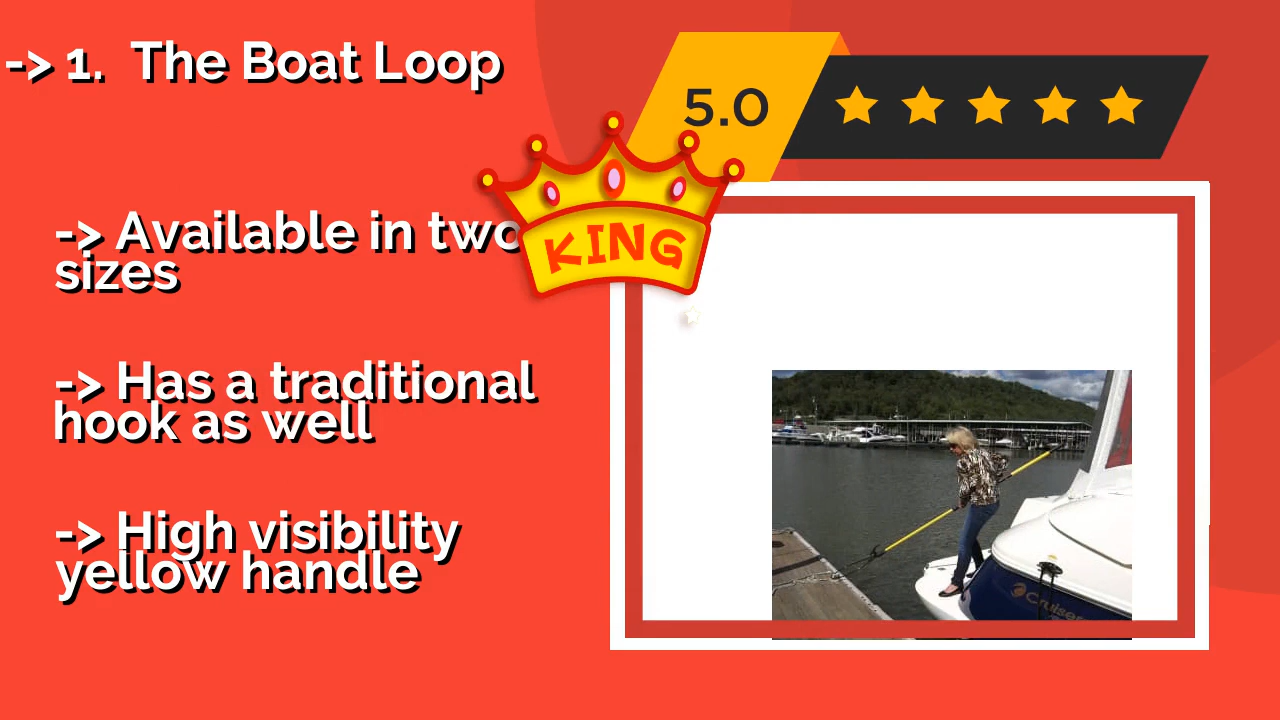 -> 1. The Boat Loop
5.0
KING
-> Available in two
sizes
-> Has a traditional
hook as well
-> High visibility
yellow handle
Cruiser